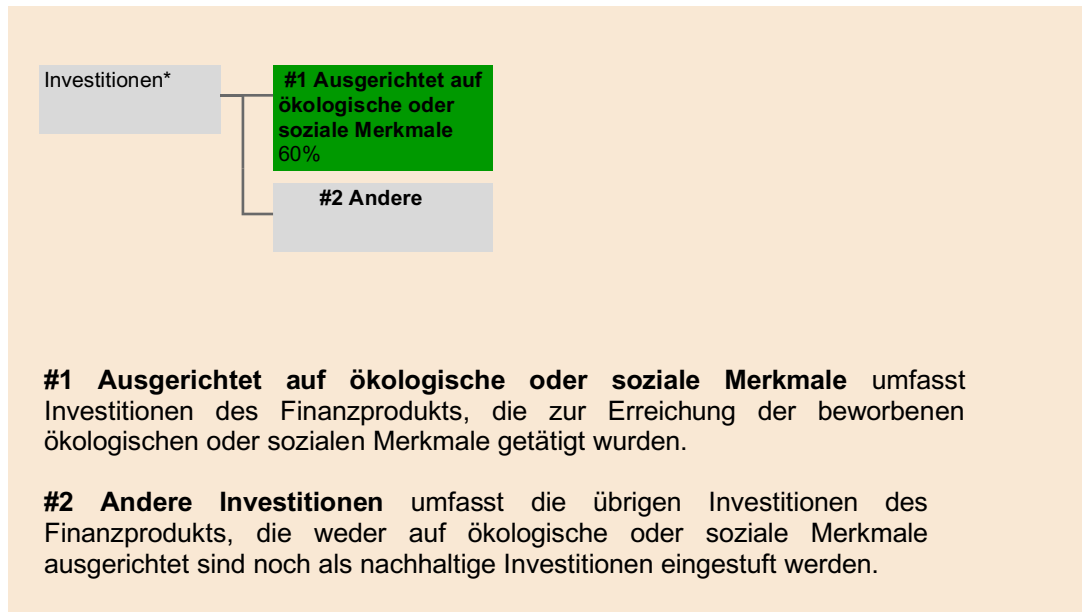 Investitionen*
#1 Ausgerichtet auf
ökologische oder
soziale Merkmale
60%
#2 Andere
#1 Ausgerichtet auf ökologische oder soziale Merkmale umfasst
Investitionen des Finanzprodukts, die zur Erreichung der beworbenen
ökologischen oder sozialen Merkmale getätigt wurden.
#2 Andere Investitionen umfasst die übrigen Investitionen des
Finanzprodukts, die weder auf ökologische oder soziale Merkmale
ausgerichtet sind noch als nachhaltige Investitionen eingestuft werden.